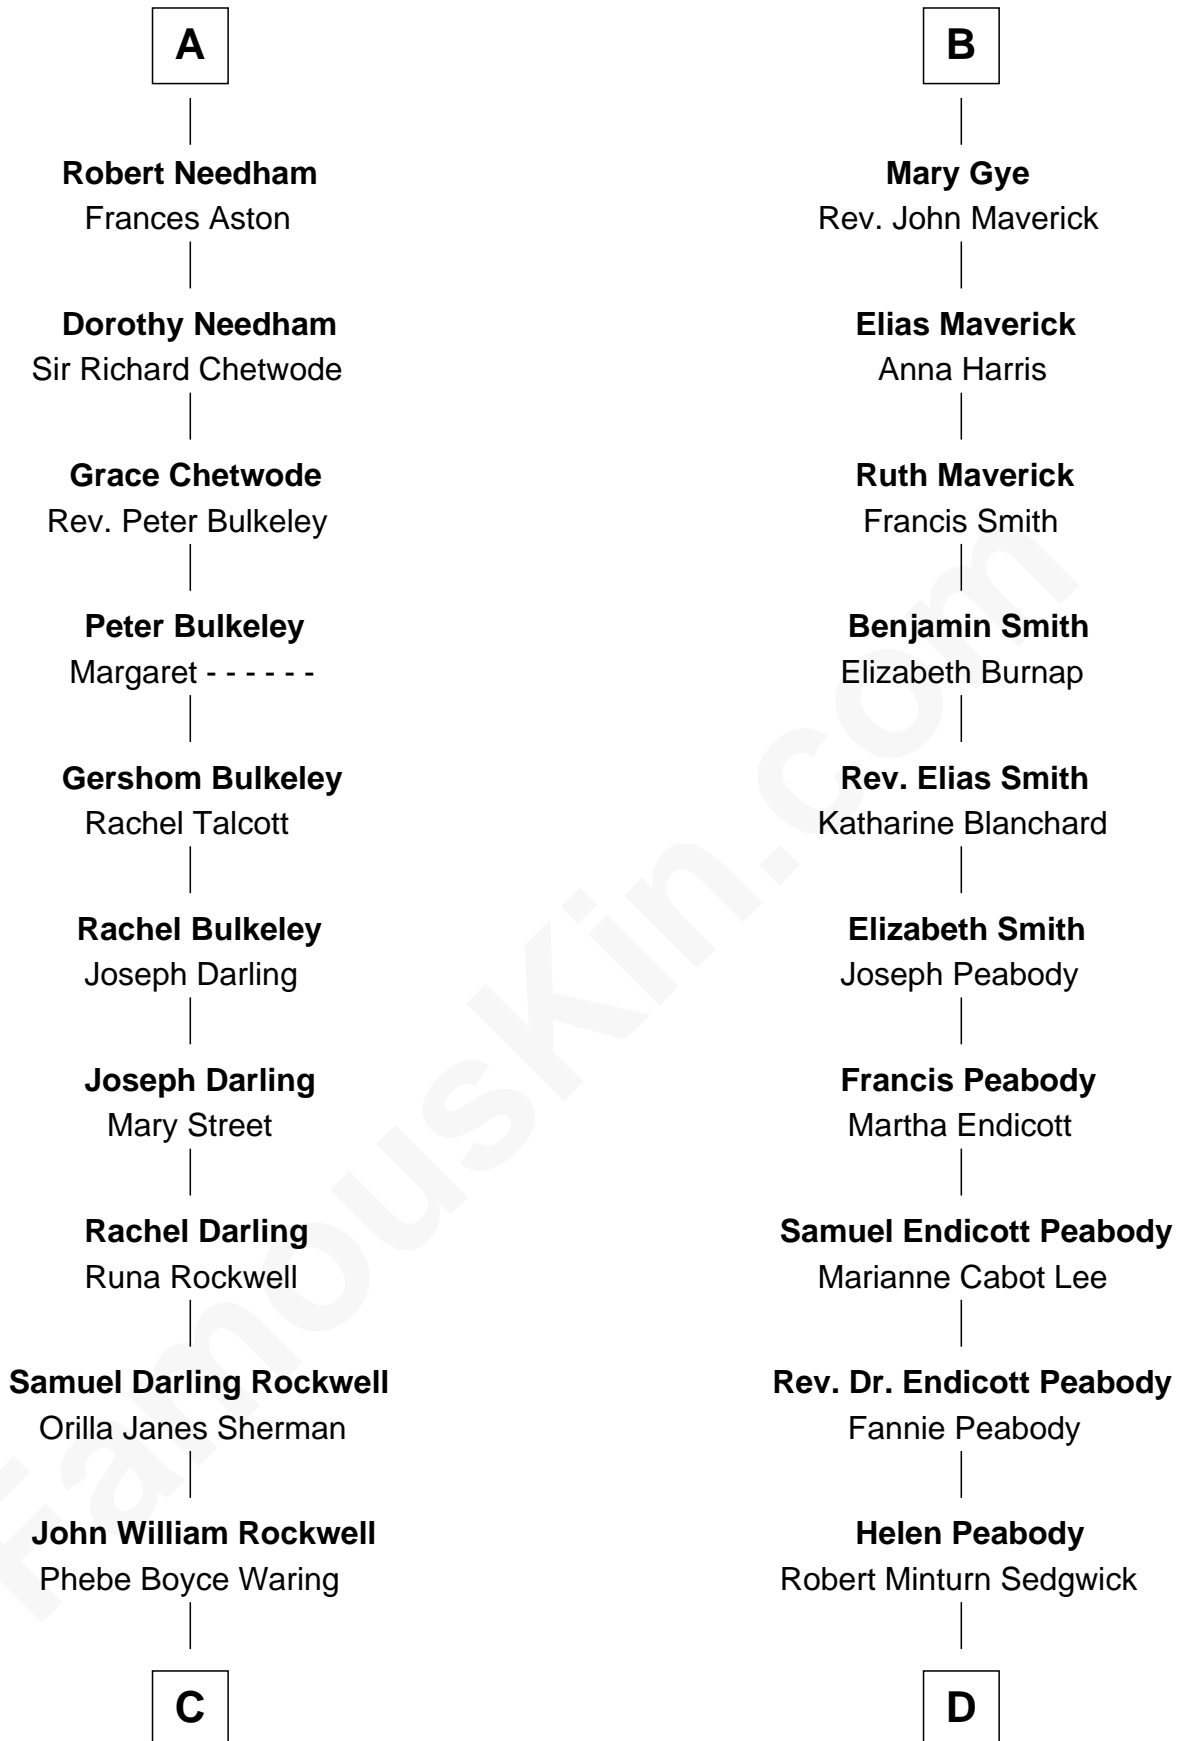 A
Robert Needham
Frances Aston
Dorothy Needham
Sir Richard Chetwode
Grace Chetwode
Rev. Peter Bulkeley
Peter Bulkeley
Margaret - - - - - -
Gershom Bulkeley
Rachel Talcott
Rachel Bulkeley
Joseph Darling
Joseph Darling
Mary Street
Rachel Darling
Runa Rockwell
Samuel Darling Rockwell
Orilla Janes Sherman
John William Rockwell
Phebe Boyce Waring
C
B
Mary Gye
Rev. John Maverick
Elias Maverick
Anna Harris
Ruth Maverick
Francis Smith
Benjamin Smith
Elizabeth Burnap
Rev. Elias Smith
Katharine Blanchard
Elizabeth Smith
Joseph Peabody
Francis Peabody
Martha Endicott
Samuel Endicott Peabody
Marianne Cabot Lee
Rev. Dr. Endicott Peabody
Fannie Peabody
Helen Peabody
Robert Minturn Sedgwick
D
FamousKin.com